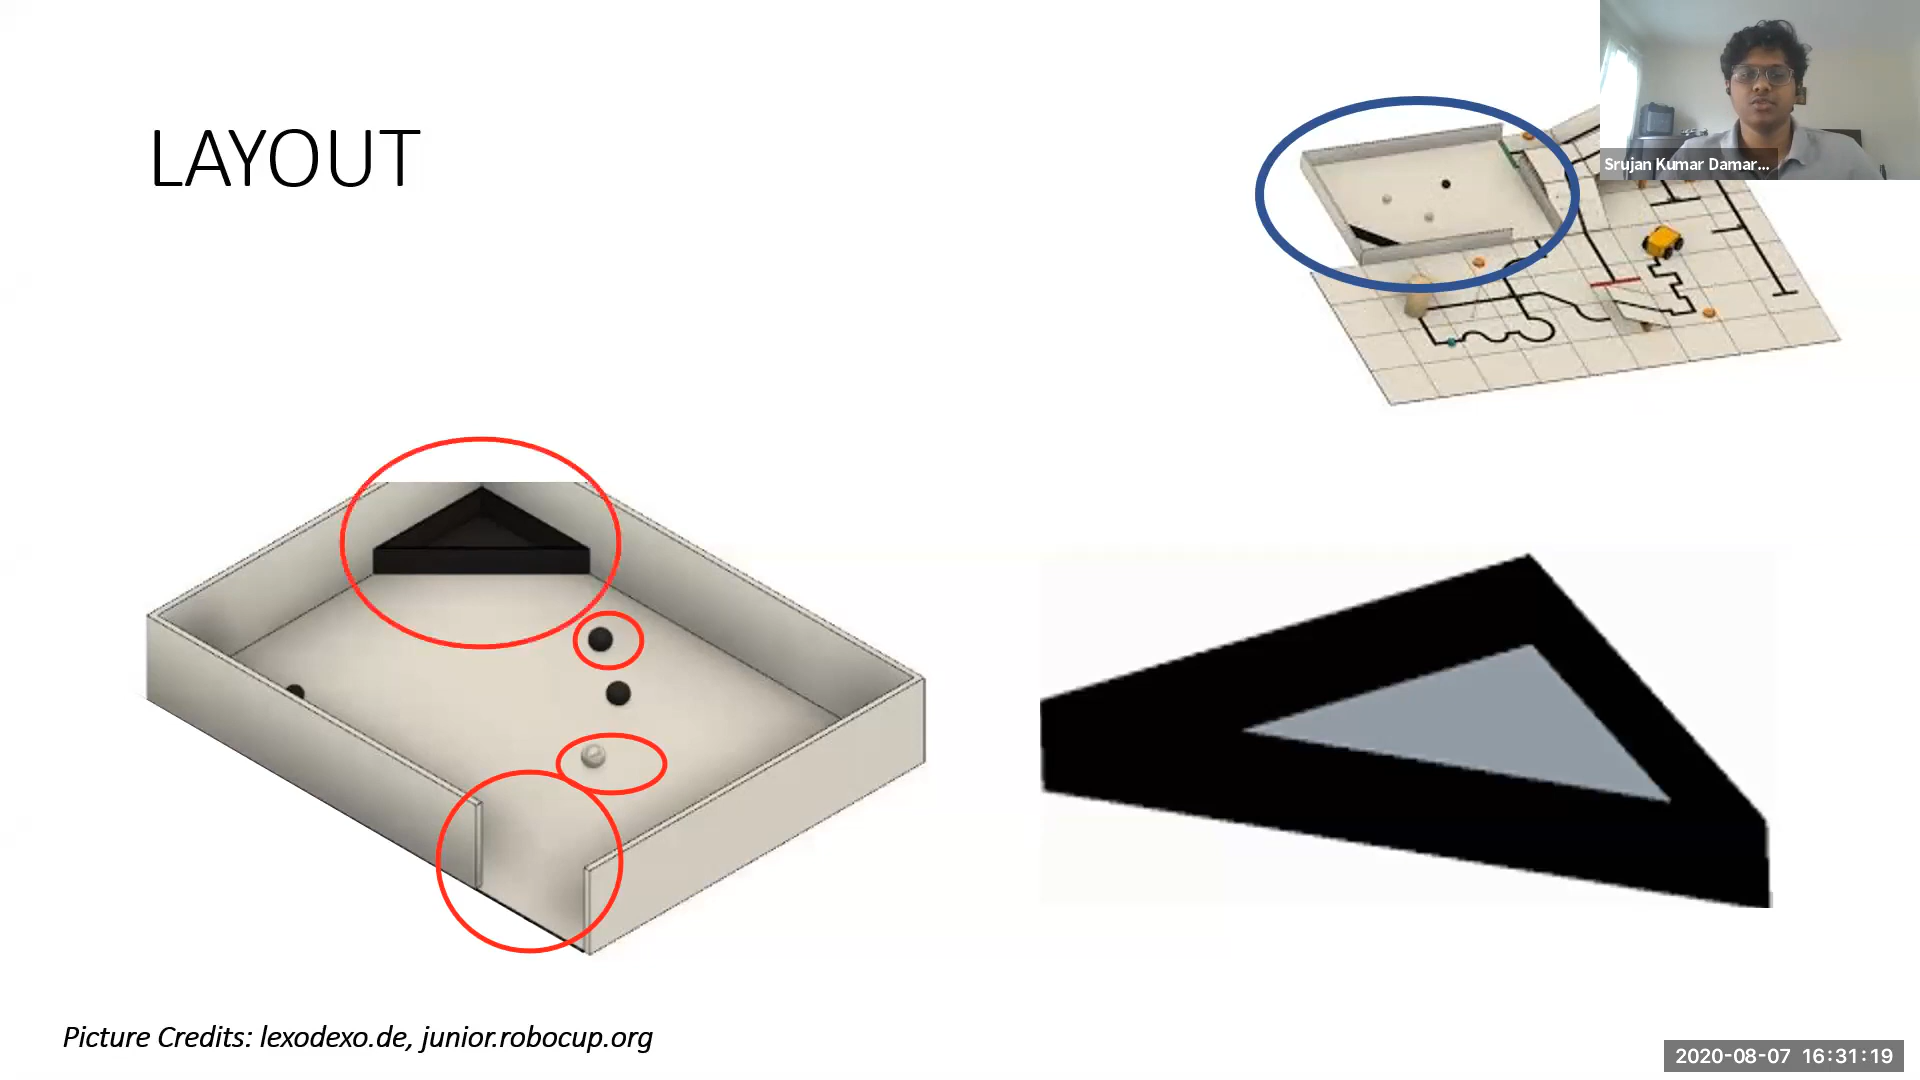 LAYOUT
Srujan Kumar Damar...
Picture Credits: lexodexo.de, junior.robocup.org
2020-08-07 16:31:19